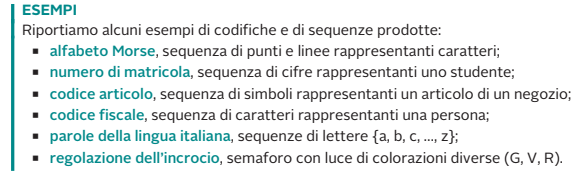 ESEMPI
Riportiamo alcuni esempi di codifiche e di sequenze prodotte:
▪ alfabeto Morse, sequenza di punti e linee rappresentanti caratteri;
▪ numero di matricola, sequenza di cifre rappresentanti uno studente;
▪ codice articolo, sequenza di simboli rappresentanti un articolo di un negozio;
▪ codice fiscale, sequenza di caratteri rappresentanti una persona;
▪ parole della lingua italiana, sequenze di lettere {a, b, c, ..., z};
▪ regolazione dell'incrocio, semaforo con luce di colorazioni diverse (G, V, R).